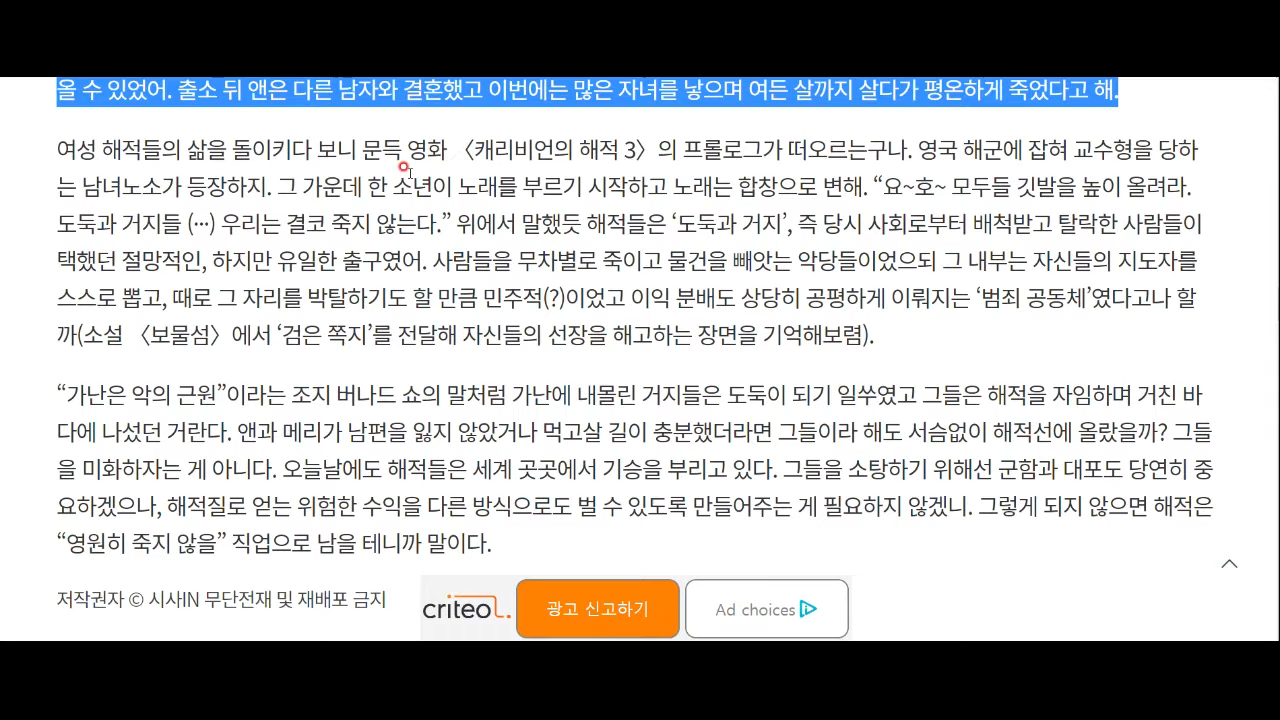 올 수 있었어. 출소 뒤 앤은 다른 남자와 결혼했고 이번에는 많은 자녀를 낳으며 여든 살까지 살다가 평온하게 죽었다고 해.
여성 해적들의 삶을 돌이키다 보니 문득 영화 〈캐리비언의 해적 3〉의 프롤로그가 떠오르는구나. 영국 해군에 잡혀 교수형을 당하
는 남녀노소가 등장하지. 그 가운데 한 소년이 노래를 부르기 시작하고 노래는 합창으로 변해. “요~호~ 모두들 깃발을 높이 올려라.
도둑과 거지들 (···) 우리는 결코 죽지 않는다.” 위에서 말했듯 해적들은 ‘도둑과 거지’, 즉 당시 사회로부터 배척받고 탈락한 사람들이
택했던 절망적인, 하지만 유일한 출구였어. 사람들을 무차별로 죽이고 물건을 빼앗는 악당들이었으되 그 내부는 자신들의 지도자를
스스로 뽑고, 때로 그 자리를 박탈하기도 할 만큼 민주적(?)이었고 이익 분배도 상당히 공평하게 이뤄지는 ‘범죄 공동체’였다고나 할
까(소설 〈보물섬〉에서 ‘검은 쪽지’를 전달해 자신들의 선장을 해고하는 장면을 기억해보렴).
“가난은 악의 근원”이라는 조지 버나드 쇼의 말처럼 가난에 내몰린 거지들은 도둑이 되기 일쑤였고 그들은 해적을 자임하며 거친 바
다에 나섰던 거란다. 앤과 메리가 남편을 잃지 않았거나 먹고살 길이 충분했더라면 그들이라 해도 서슴없이 해적선에 올랐을까? 그들
을 미화하자는 게 아니다. 오늘날에도 해적들은 세계 곳곳에서 기승을 부리고 있다. 그들을 소탕하기 위해선 군함과 대포도 당연히 중
요하겠으나, 해적질로 얻는 위험한 수익을 다른 방식으로도 벌 수 있도록 만들어주는 게 필요하지 않겠니. 그렇게 되지 않으면 해적은
“영원히 죽지 않을” 직업으로 남을 테니까 말이다.
저작권자 © 시사IN 무단전재 및 재배포 금지
criteo 광고 신고하기 Ad choices